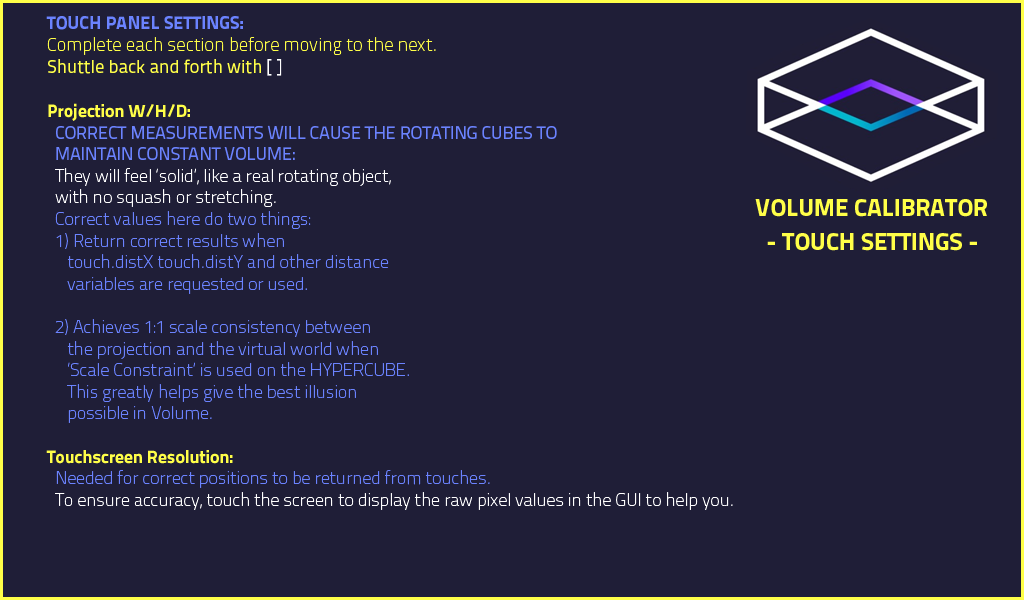 TOUCH PANEL SETTINGS:
Complete each section before moving to the next.
Shuttle back and forth with [ ]
Projection W/H/D:
CORRECT MEASUREMENTS WILL CAUSE THE ROTATING CUBES TO
MAINTAIN CONSTANT VOLUME:
They will feel ‘solid’, like a real rotating object,
with no squash or stretching.
Correct values here do two things:
1) Return correct results when
touch.distX touch.distY and other distance
variables are requested or used.
2) Achieves 1:1 scale consistency between
the projection and the virtual world when
‘Scale Constraint’ is used on the HYPERCUBE.
This greatly helps give the best illusion
possible in Volume.
Touchscreen Resolution:
Needed for correct positions to be returned from touches.
To ensure accuracy, touch the screen to display the raw pixel values in the GUI to help you.
VOLUME CALIBRATOR
- TOUCH SETTINGS -